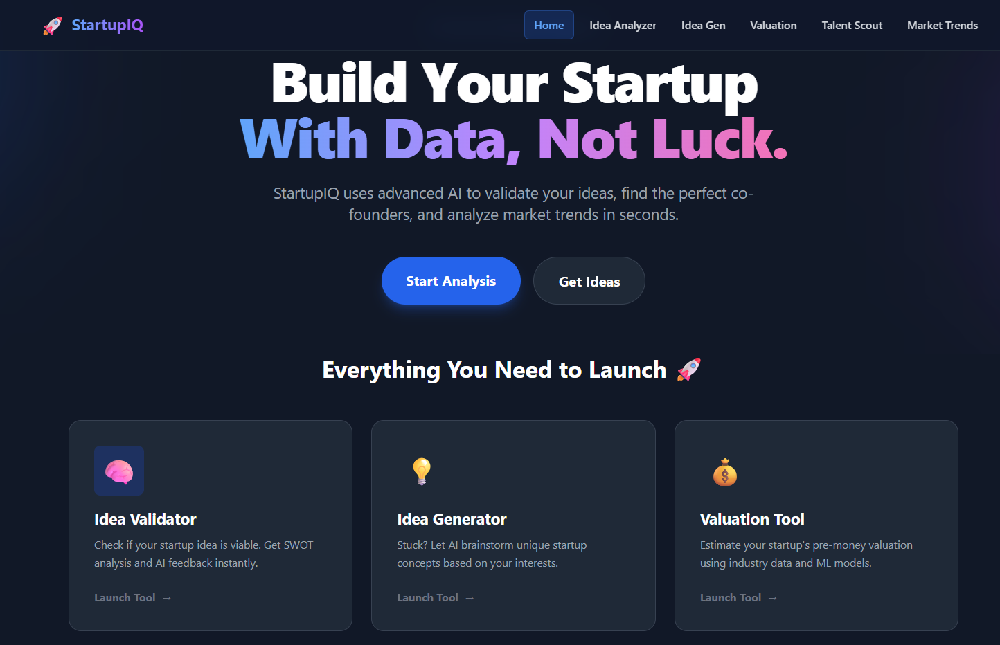 🚀 StartupIQ
Home
Idea Analyzer
Idea Gen
Valuation
Talent Scout
Market Trends
Build Your Startup
With Data, Not Luck.
StartupIQ uses advanced AI to validate your ideas, find the perfect co-
founders, and analyze market trends in seconds.
Start Analysis
Get Ideas
Everything You Need to Launch 🚀
Idea Validator
Check if your startup idea is viable. Get SWOT
analysis and AI feedback instantly.
Launch Tool →
Idea Generator
Stuck? Let AI brainstorm unique startup
concepts based on your interests.
Launch Tool →
Valuation Tool
Estimate your startup's pre-money valuation
using industry data and ML models.
Launch Tool →